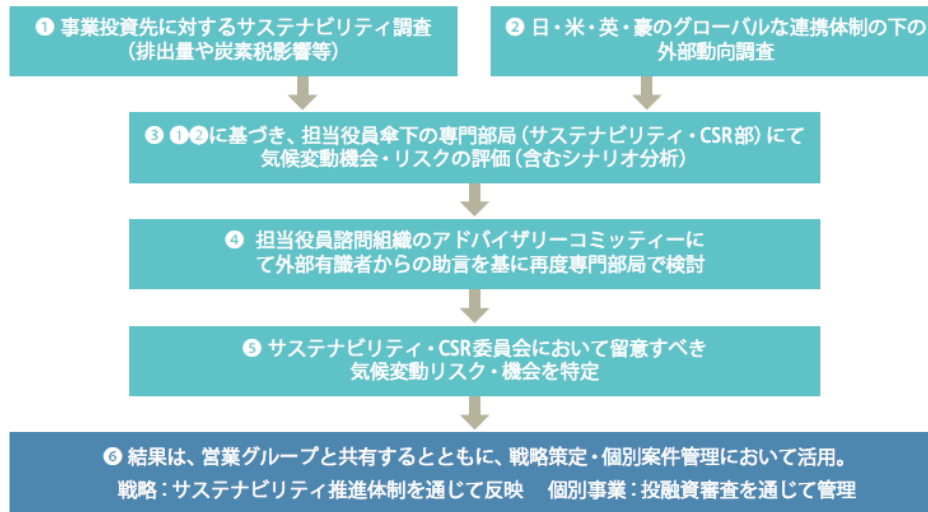 ❶ 事業投資先に対するサステナビリティ調査
（排出量や炭素税影響等）
❷ 日・米・英・豪のグローバルな連携体制の下の
外部動向調査
❸ ❶❷に基づき、担当役員傘下の専門部局（サステナビリティ・CSR部）にて
気候変動機会・リスクの評価（含むシナリオ分析）
❹ 担当役員諮問組織のアドバイザリーコミッティーに
て外部有識者からの助言を基に再度専門部局で検討
❺ サステナビリティ・CSR委員会において留意すべき
気候変動リスク・機会を特定
❻ 結果は、営業グループと共有するとともに、戦略策定・個別案件管理において活用。
戦略：サステナビリティ推進体制を通じて反映　個別事業：投融資審査を通じて管理